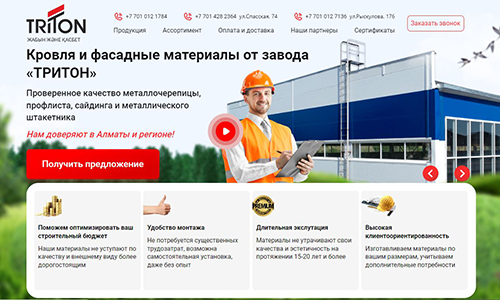 TRITON
ЖАБЫН ЖӘНЕ ҚАСБЕТ
+7 701 012 1784
+7 701 428 2364 ул.Спасская. 74
+7 701 012 7136 ул.Рыскулова, 176
Заказать звонок
Продукция
Ассортимент
Оплата и доставка
Наши партнеры
Сертификаты
Кровля и фасадные материалы от завода
«ТРИТОН»
Проверенное качество металлочерепицы,
профлиста, сайдинга и металлического
штакетника
Нам доверяют в Алматы и регионе!
Получить предложение
Поможем оптимизировать ваш
строительный бюджет
Наши материалы не уступают по
качеству и внешнему виду более
дорогостоящим
Удобство монтажа
Не потребуется существенных
трудозатрат, возможна
самостоятельная установка,
даже без опыт
PREMIUM
Длительная экслутация
Материалы не утрачивают свои
качества и эстетичность на
протяжении 15-20 лет и более
Высокая
клиентоориентированность
Изготавливаем материалы по
вашим размерам, учитываем
дополнительные потребности